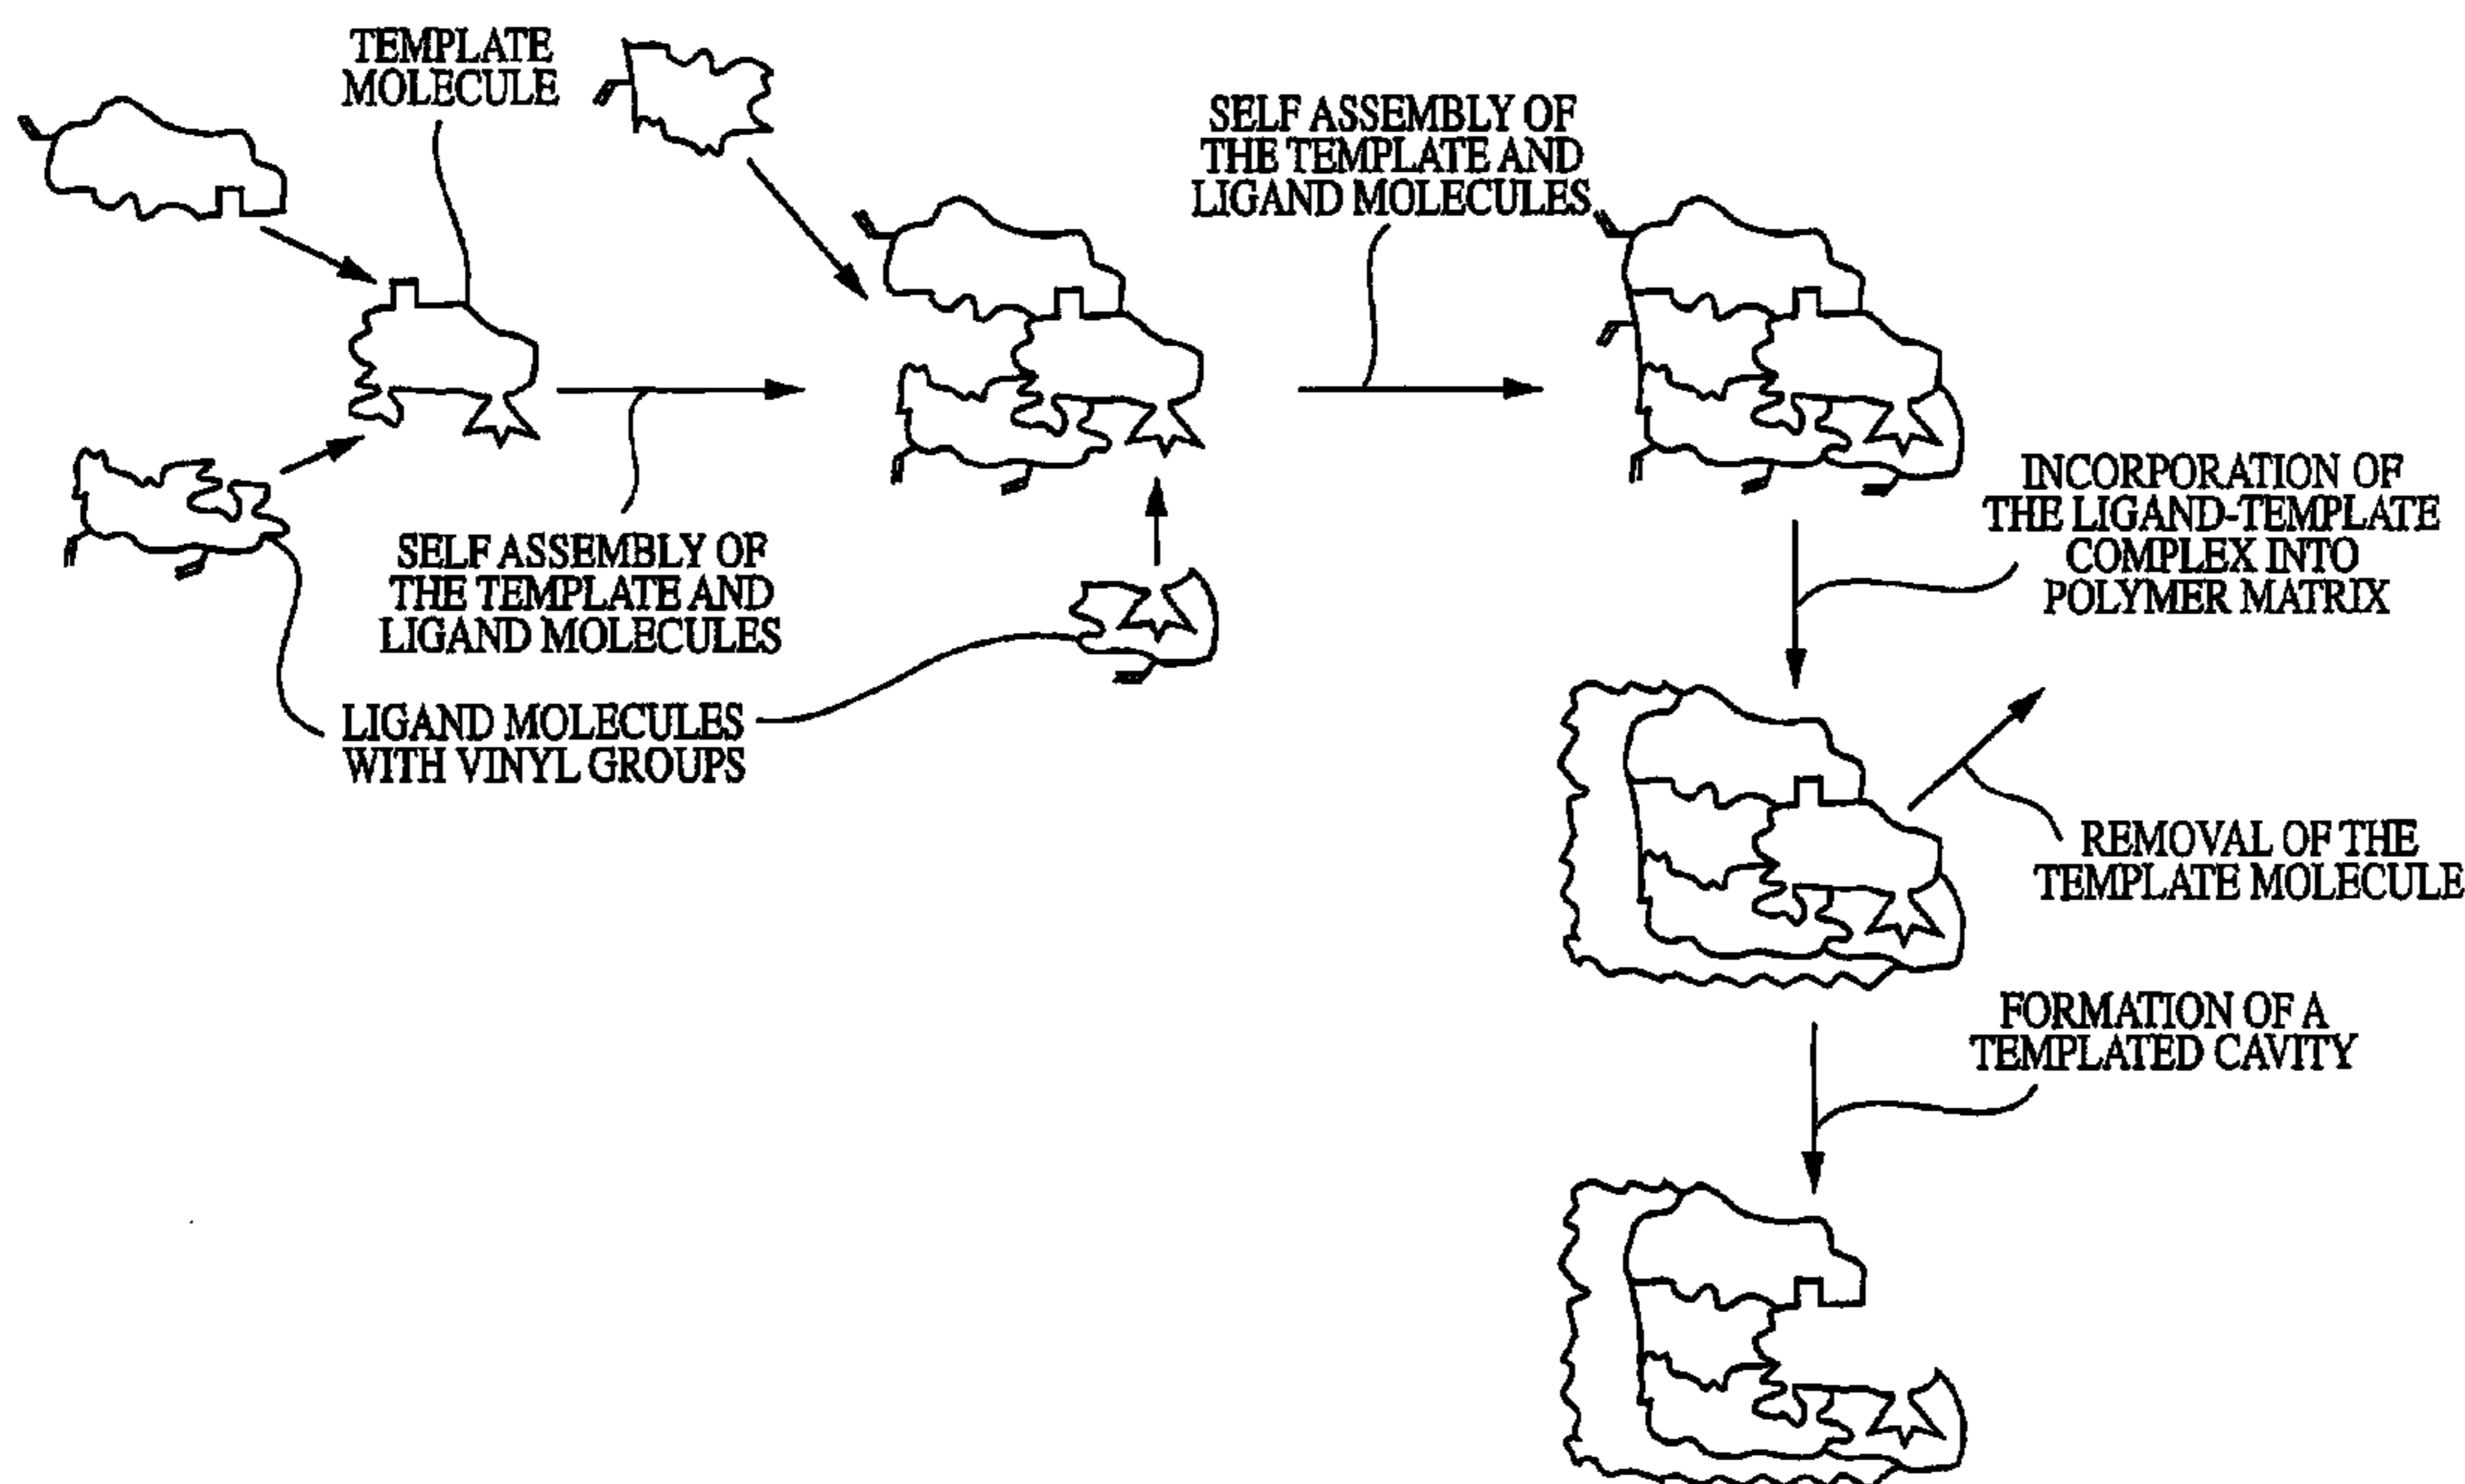 TEMPLATE
MOLECULE
SELF ASSEMBLY OF
THE TEMPLATE AND
LIGAND MOLECULES
INCORPORATION OF
THE LIGAND-TEMPLATE
COMPLEX INTO
POLYMER MATRIX
SELF ASSEMBLY OF
THE TEMPLATE AND
LIGAND MOLECULES
LIGAND MOLECULES
WITH VINYL GROUPS
REMOVAL OF THE
TEMPLATE MOLECULE
FORMATION OF A
TEMPLATED CAVITY